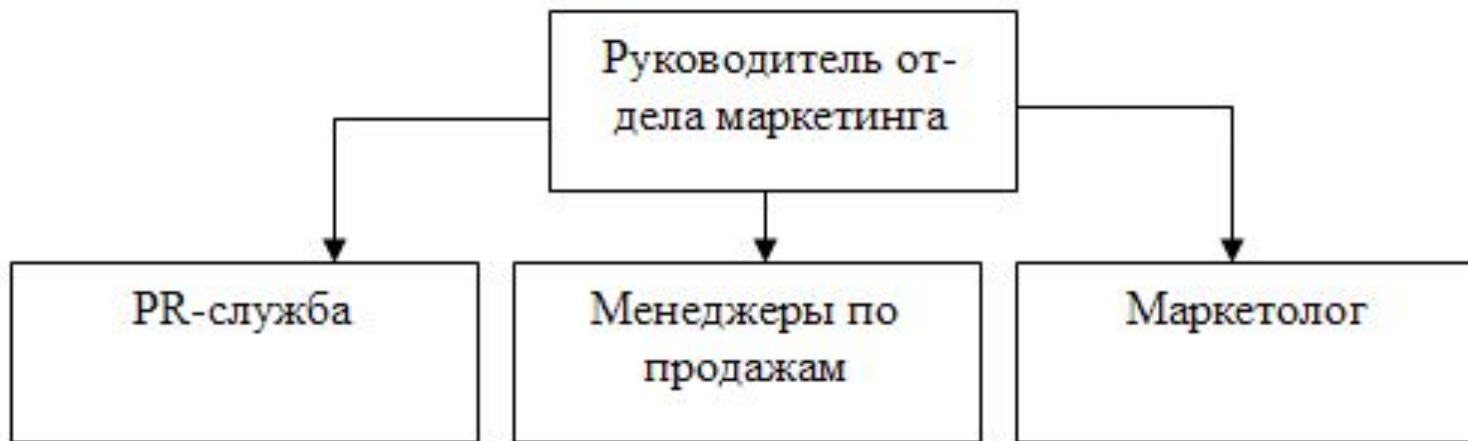 Руководитель от-
дела маркетинга
PR-служба
Менеджеры по
продажам
Маркетолог